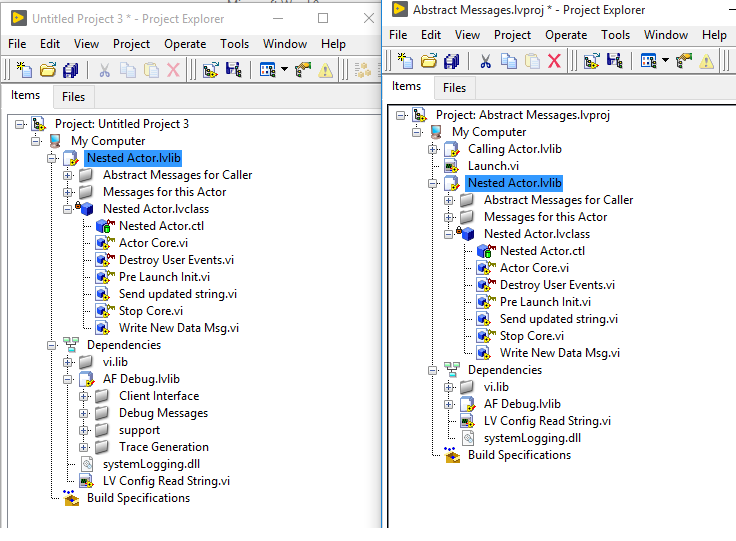 Untitled Project 3 * - Project Explorer
File Edit View Project Operate Tools Window Help
Items Files
Project: Untitled Project 3
My Computer
Nested Actor.lvlib
Abstract Messages for Caller
Messages for this Actor
Nested Actor.lvclass
Nested Actor.ctl
Actor Core.vi
Destroy User Events.vi
Pre Launch Init.vi
Send updated string.vi
Stop Core.vi
Write New Data Msg.vi
Dependencies
vi.lib
AF Debug.lvlib
Client Interface
Debug Messages
support
Trace Generation
systemLogging.dll
LV Config Read String.vi
Build Specifications
Abstract Messages.lvproj * - Project Explorer
File Edit View Project Operate Tools Window Help
Items Files
Project: Abstract Messages.lvproj
My Computer
Calling Actor.lvlib
Launch.vi
Nested Actor.lvlib
Abstract Messages for Caller
Messages for this Actor
Nested Actor.lvclass
Nested Actor.ctl
Actor Core.vi
Destroy User Events.vi
Pre Launch Init.vi
Send updated string.vi
Stop Core.vi
Write New Data Msg.vi
Dependencies
vi.lib
AF Debug.lvlib
LV Config Read String.vi
systemLogging.dll
Build Specifications